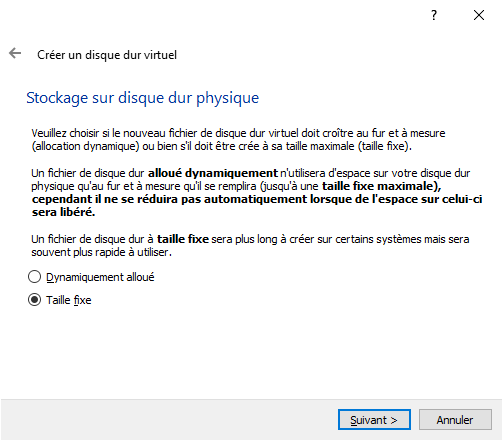 ?
Créer un disque dur virtuel
Stockage sur disque dur physique
Veuillez choisir si le nouveau fichier de disque dur virtuel doit croître au fur et à mesure
(allocation dynamique) ou bien s'il doit être crée à sa taille maximale (taille fixe).
Un fichier de disque dur alloué dynamiquement n'utilisera d'espace sur votre disque dur
physique qu'au fur et à mesure qu'il se remplira (jusqu'à une taille fixe maximale),
cependant il ne se réduira pas automatiquement lorsque de l'espace sur celui-ci
sera libéré.
Un fichier de disque dur à taille fixe sera plus long à créer sur certains systèmes mais sera
souvent plus rapide à utiliser.
Dynamiquement alloué
Taille fixe
Suivant >
Annuler